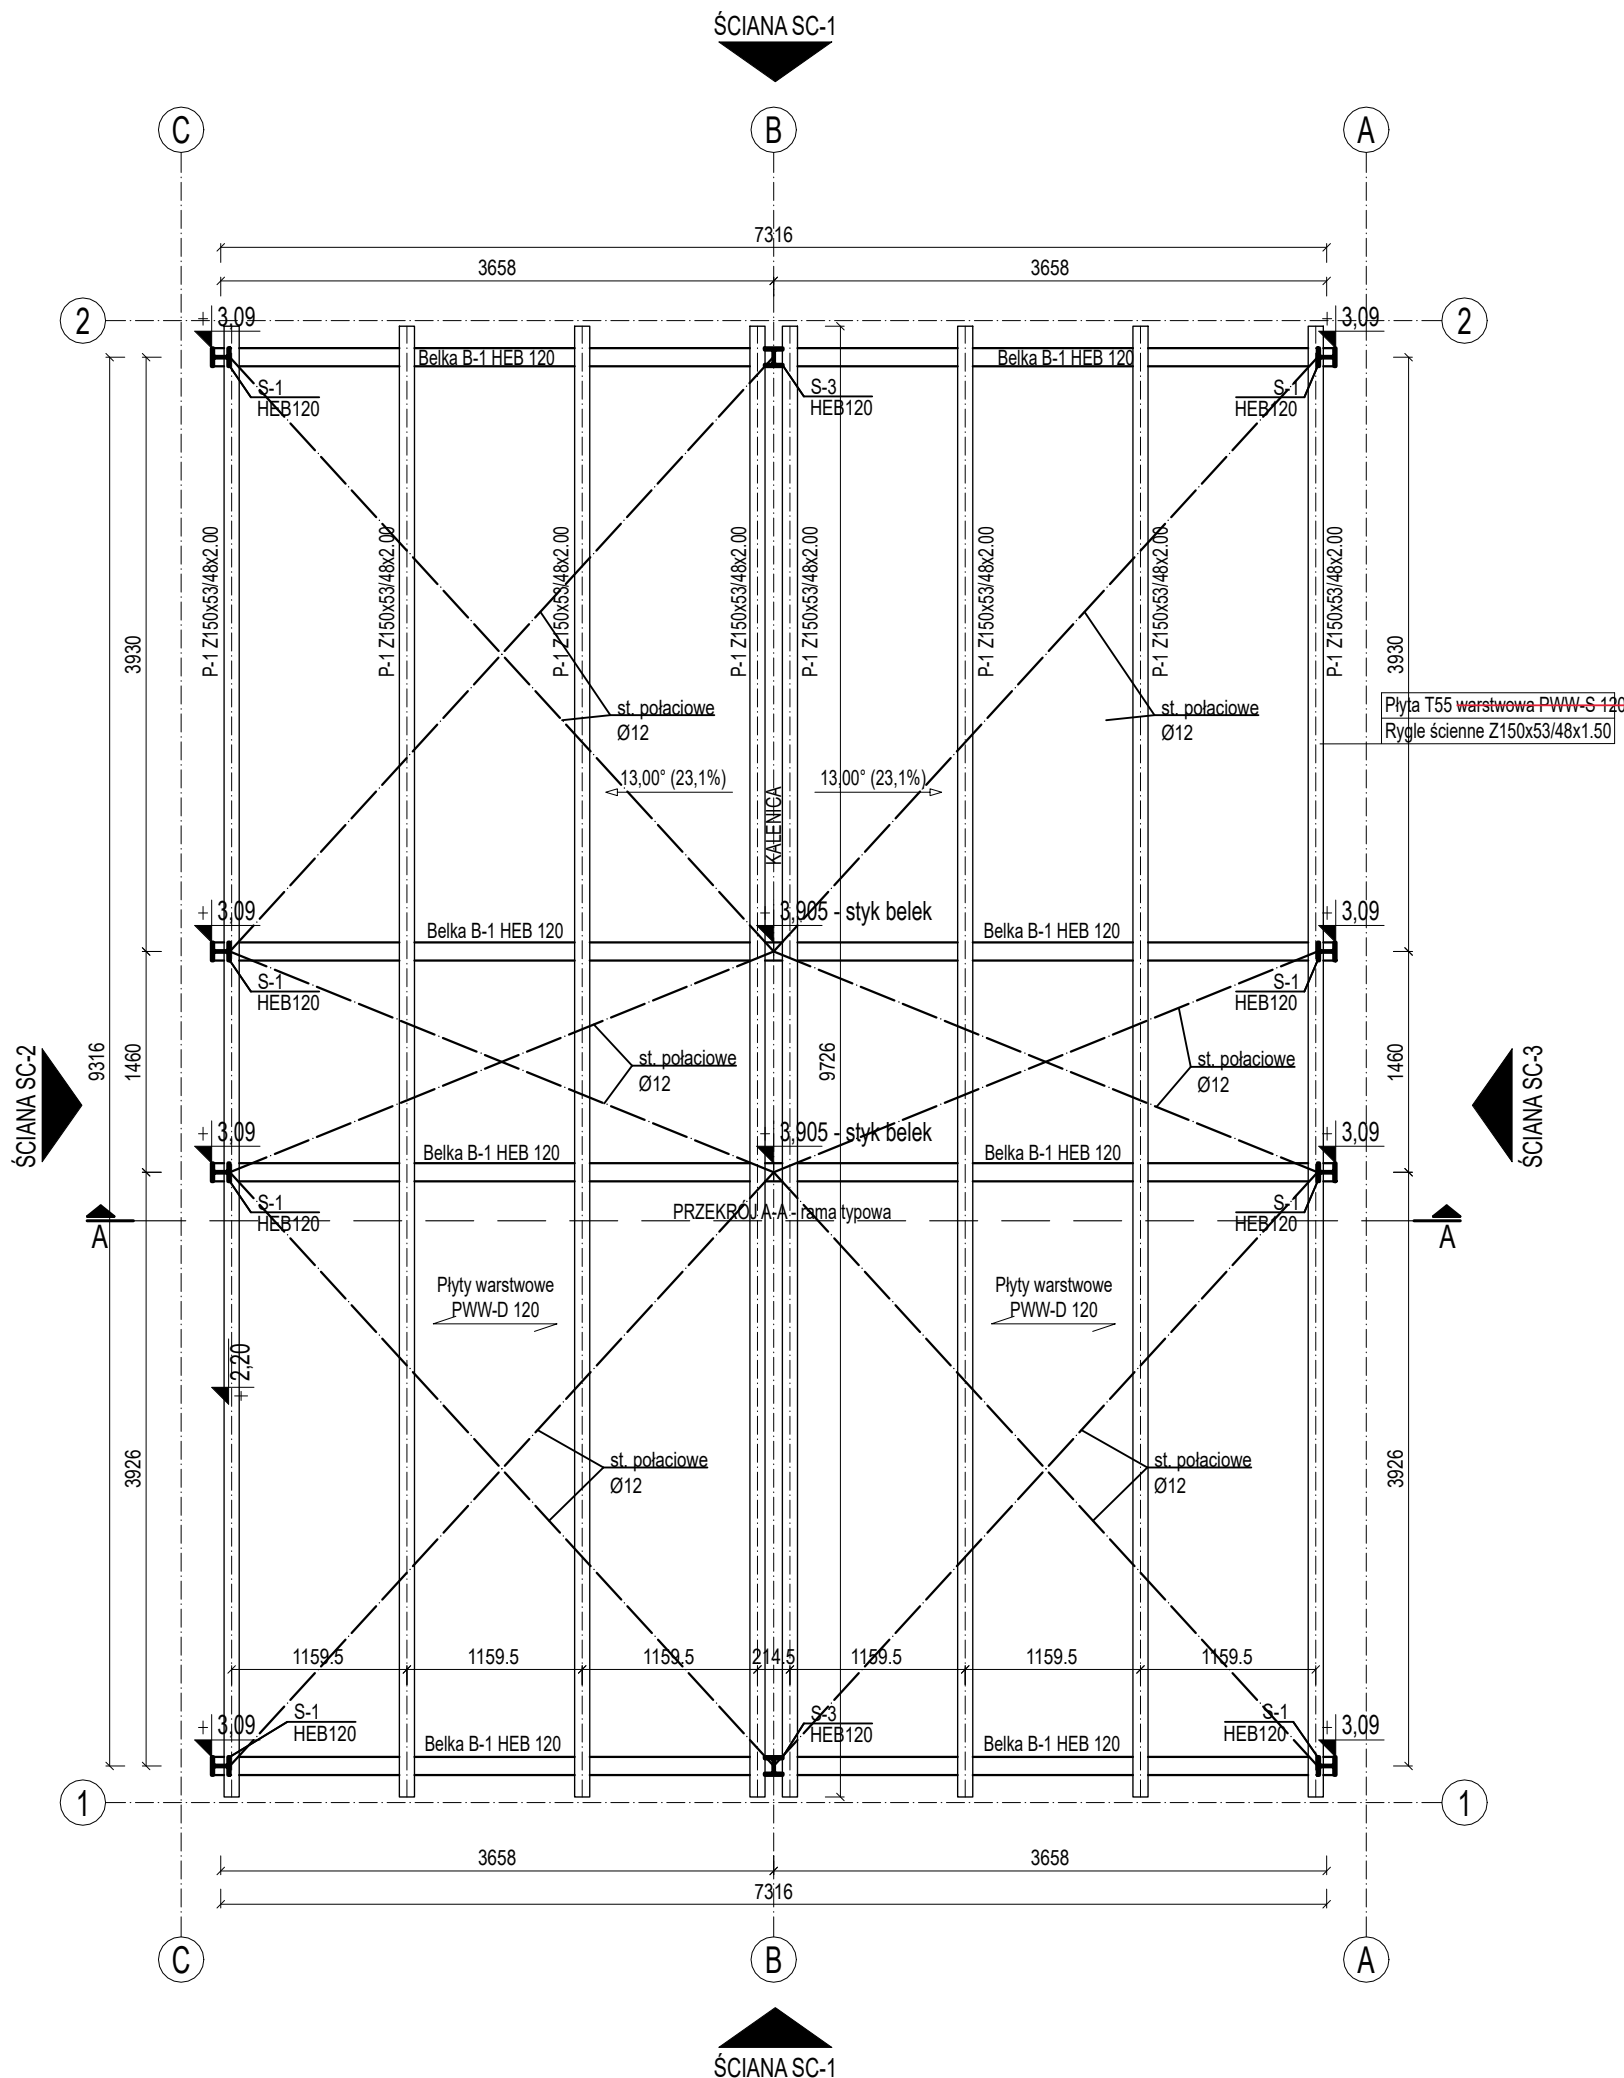 ŚCIANA SC-1
C
B
A
7316
3658
3658
2
2
+ 3,09
+ 3,09
Belka B-1 HEB 120
Belka B-1 HEB 120
S-1
HEB120
S-3
HEB120
S-1
HEB120
P-1 Z150x53/48x2.00
P-1 Z150x53/48x2.00
P-1 Z150x53/48x2.00
P-1 Z150x53/48x2.00
P-1 Z150x53/48x2.00
P-1 Z150x53/48x2.00
P-1 Z150x53/48x2.00
P-1 Z150x53/48x2.00
3930
3930
st. połaciowe
Ø12
st. połaciowe
Ø12
Płyta T55 warstwowa PWW-S 120
Rygle ścienne Z150x53/48x1.50
13,00° (23,1%)
13,00° (23,1%)
KALENICA
+ 3,09
+ 3,905 - styk belek
+ 3,09
Belka B-1 HEB 120
Belka B-1 HEB 120
S-1
HEB120
S-1
HEB120
ŚCIANA SC-2
9316
1460
st. połaciowe
Ø12
9726
st. połaciowe
Ø12
1460
ŚCIANA SC-3
+ 3,09
+ 3,905 - styk belek
+ 3,09
Belka B-1 HEB 120
Belka B-1 HEB 120
S-1
HEB120
S-1
HEB120
A
PRZEKRÓJ A-A - rama typowa
A
Płyty warstwowe
PWW-D 120
Płyty warstwowe
PWW-D 120
+ 2,20
3926
3926
st. połaciowe
Ø12
st. połaciowe
Ø12
1159.5
1159.5
1159.5
214.5
1159.5
1159.5
1159.5
+ 3,09
S-1
HEB120
S-3
HEB120
S-1
HEB120
+ 3,09
Belka B-1 HEB 120
Belka B-1 HEB 120
1
1
3658
3658
7316
C
B
A
ŚCIANA SC-1